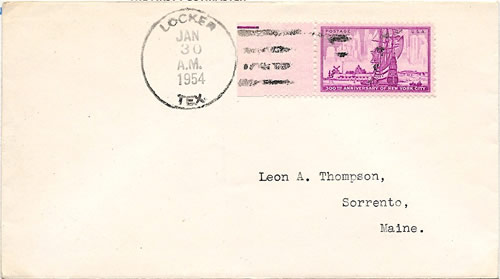 LOCKER
JAN
30
A.M.
1954
TEX.
POSTAGE U.S.A.
300TH ANNIVERSARY OF NEW YORK CITY
Leon A. Thompson,
Sorrento,
Maine.